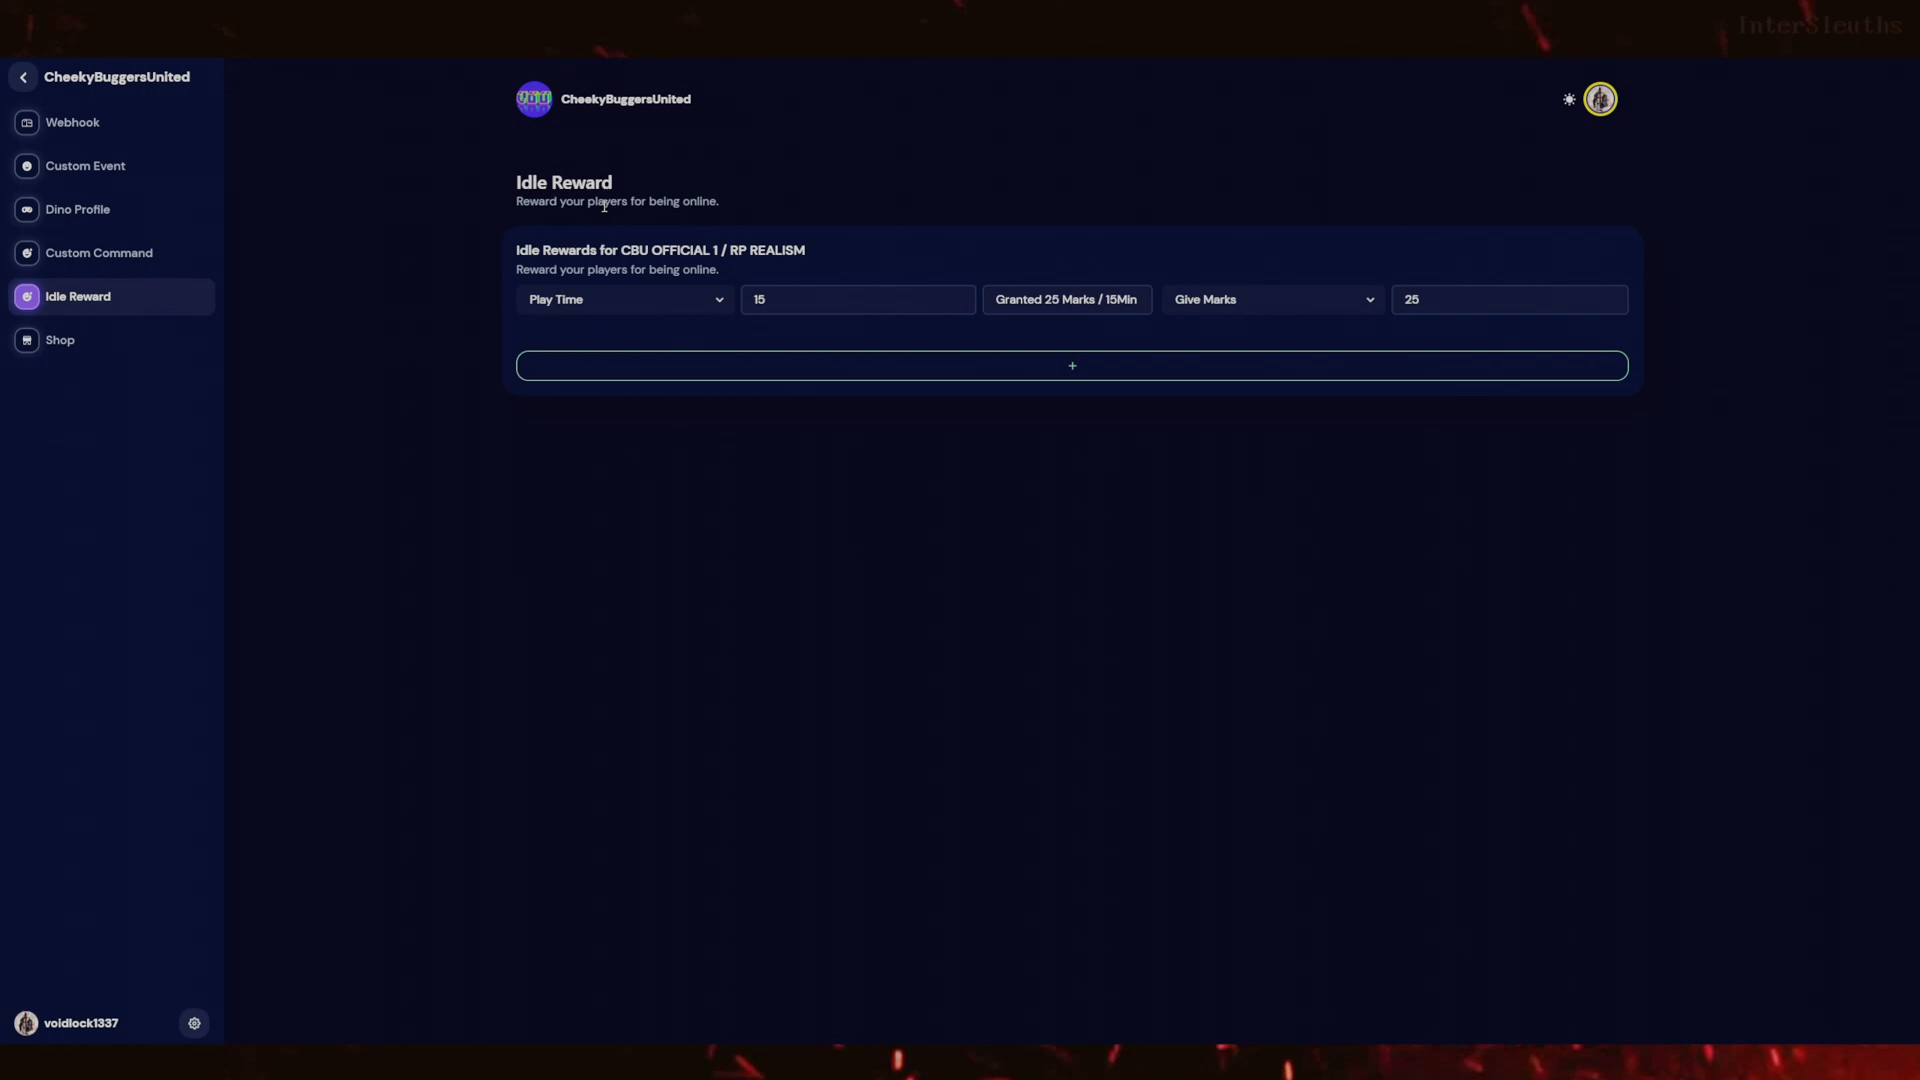 InterSleuths
CheekyBuggersUnited
Webhook
Custom Event
Dino Profile
Custom Command
Idle Reward
Shop
CheekyBuggersUnited
Idle Reward
Reward your players for being online.
Idle Rewards for CBU OFFICIAL 1 / RP REALISM
Reward your players for being online.
Play Time 15 Granted 25 Marks / 15Min Give Marks 25
+
voidlock1337